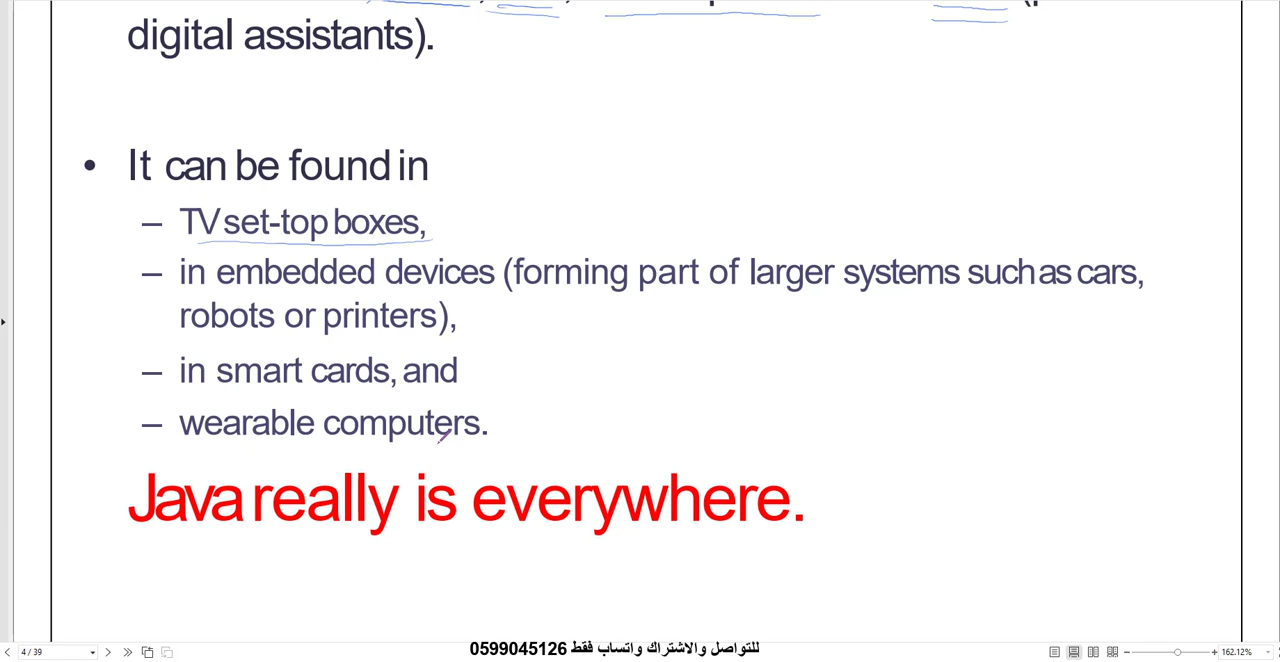 digital assistants).
• It can be found in
– TV set-top boxes,
– in embedded devices (forming part of larger systems such as cars,
robots or printers),
– in smart cards, and
– wearable computers.
Java really is everywhere.
للتواصل والاشتراك واتساب فقط 0599045126
4 / 39
162.12%